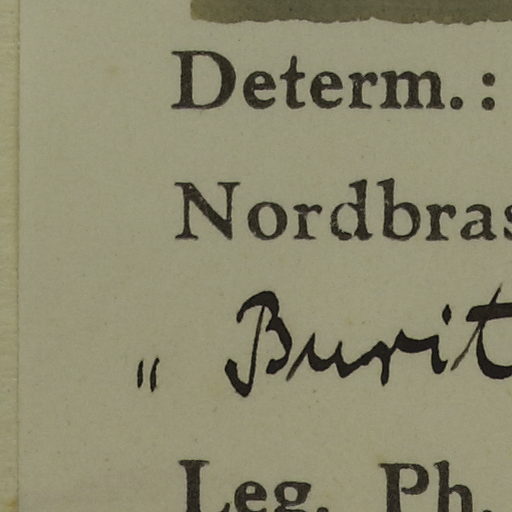 Determ.:
Nordbras
„ Burit
Leg. Ph.